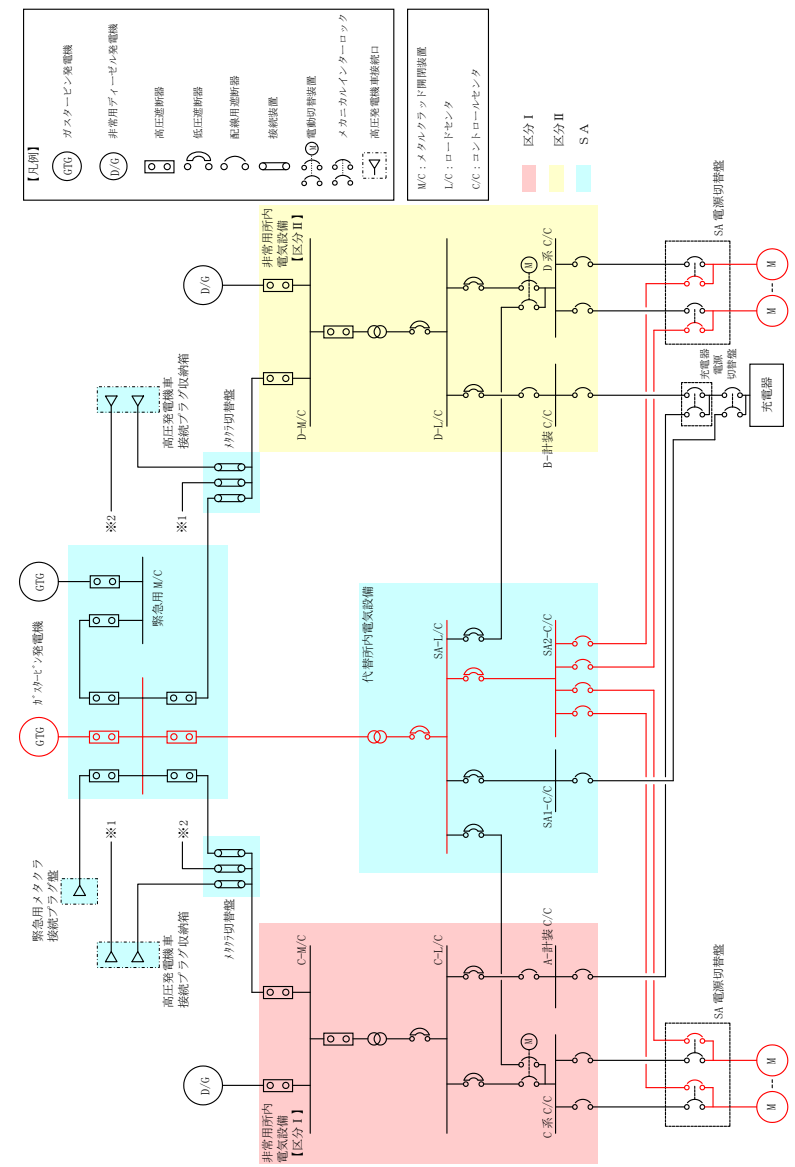 【凡例】
GTG
ガスタービン発電機
D/G
非常用ディーゼル発電機
高圧遮断器
低圧遮断器
配線用遮断器
接続装置
M
電動切替装置
メカニカルインターロック
高圧発電機車接続口
M/C：メタルクラッド開閉装置
L/C：ロードセンタ
C/C：コントロールセンタ
区分Ⅰ
区分Ⅱ
ＳＡ
ｶﾞｽﾀｰﾋﾞﾝ発電機
GTG
GTG
緊急用M/C
緊急用メタクラ
接続プラグ盤
高圧発電機車
接続プラグ収納箱
※1
※2
ﾒﾀｸﾗ切替盤
高圧発電機車
接続プラグ収納箱
※2
※1
ﾒﾀｸﾗ切替盤
非常用所内
電気設備
【区分Ⅰ】
D/G
C-M/C
C-L/C
C系C/C
A-計装C/C
M
代替所内電気設備
SA-L/C
SA1-C/C
SA2-C/C
非常用所内
電気設備
【区分Ⅱ】
D/G
D-M/C
D-L/C
B-計装C/C
D系C/C
M
SA電源切替盤
M
M
充電器
電源
切替盤
充電器
SA電源切替盤
M
M